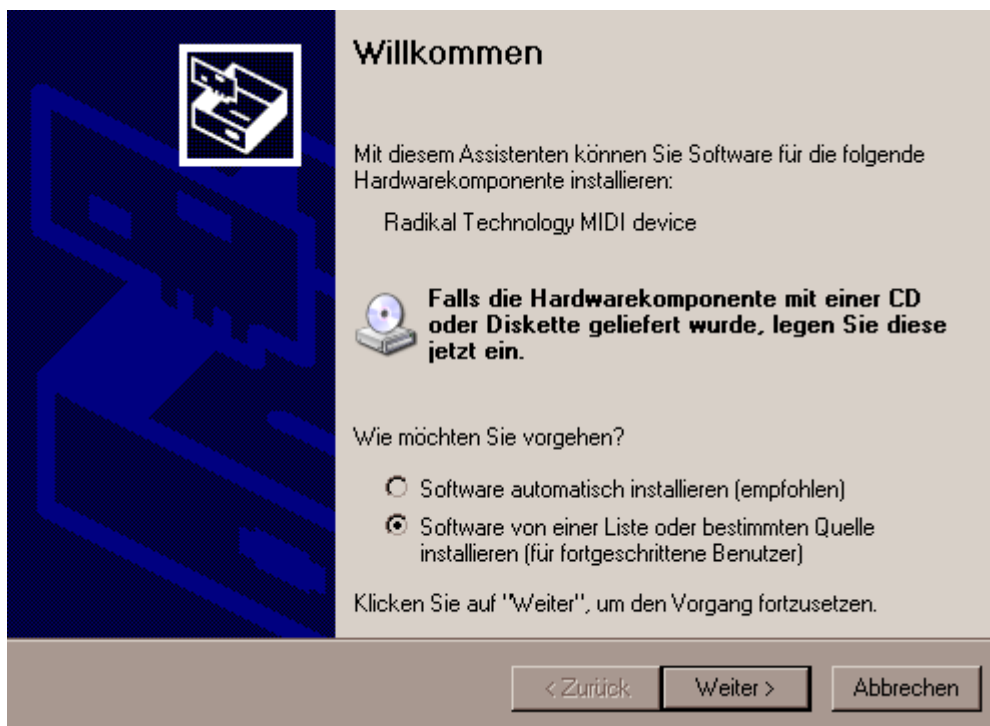 Willkommen
Mit diesem Assistenten können Sie Software für die folgende
Hardwarekomponente installieren:
Radikal Technology MIDI device
Falls die Hardwarekomponente mit einer CD
oder Diskette geliefert wurde, legen Sie diese
jetzt ein.
Wie möchten Sie vorgehen?
Software automatisch installieren (empfohlen)
Software von einer Liste oder bestimmten Quelle
installieren (für fortgeschrittene Benutzer)
Klicken Sie auf "Weiter", um den Vorgang fortzusetzen.
< Zurück Weiter > Abbrechen